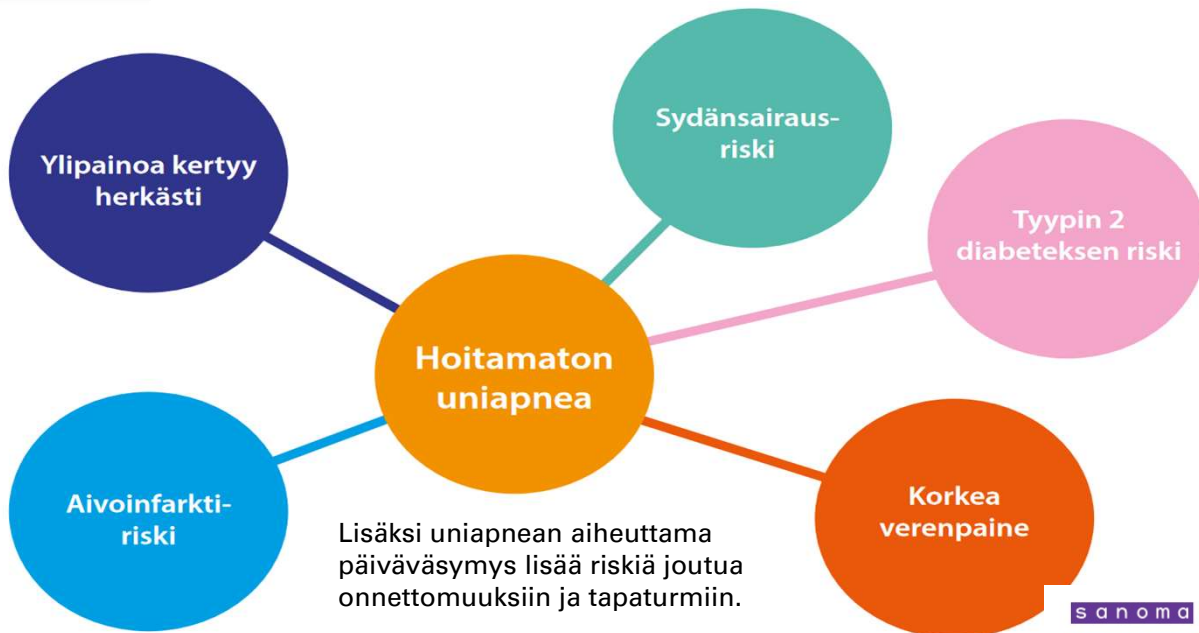 Ylipainoa kertyy
herkästi
Sydänsairaus-
riski
Tyypin 2
diabeteksen riski
Hoitamaton
uniapnea
Aivoinfarkti-
riski
Korkea
verenpaine
Lisäksi uniapnean aiheuttama
päiväväsymys lisää riskiä joutua
onnettomuuksiin ja tapaturmiin.
sanoma